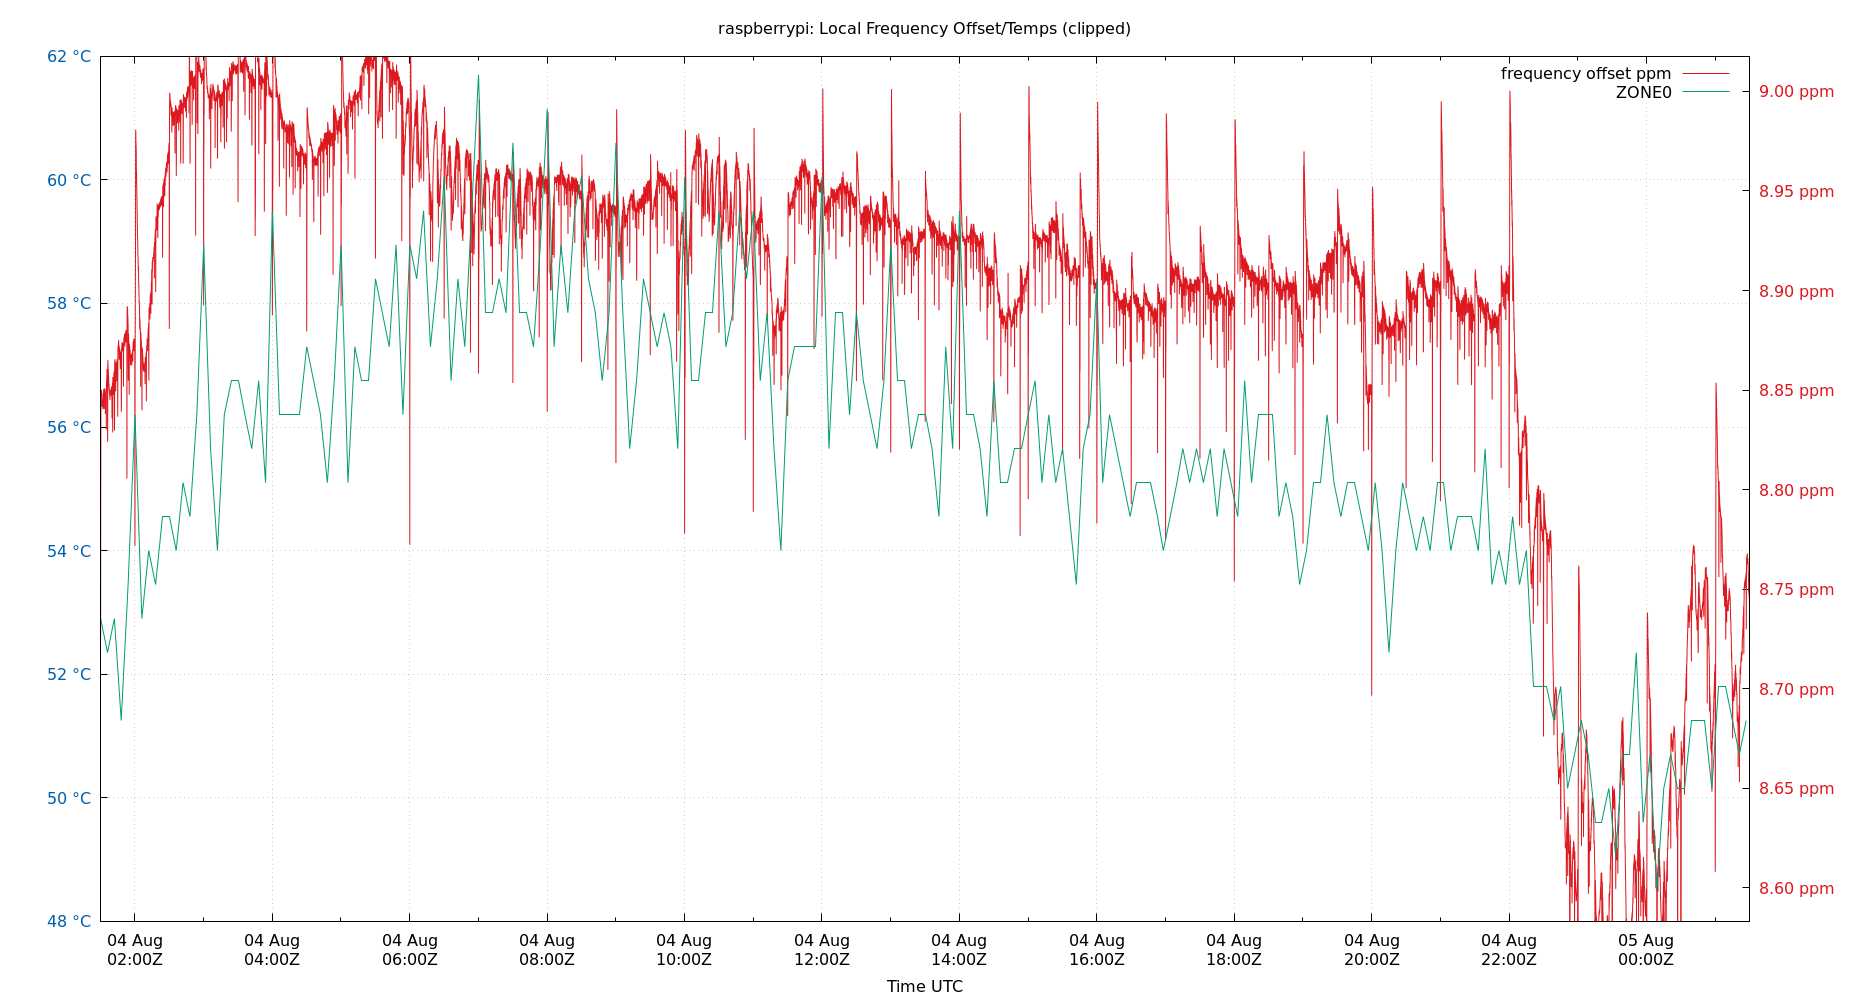 raspberrypi: Local Frequency Offset/Temps (clipped)
frequency offset ppm
ZONE0
62 °C
60 °C
58 °C
56 °C
54 °C
52 °C
50 °C
48 °C
9.00 ppm
8.95 ppm
8.90 ppm
8.85 ppm
8.80 ppm
8.75 ppm
8.70 ppm
8.65 ppm
8.60 ppm
04 Aug 04 Aug 04 Aug 04 Aug 04 Aug 04 Aug 04 Aug 04 Aug 04 Aug 04 Aug 04 Aug 05 Aug
02:00Z 04:00Z 06:00Z 08:00Z 10:00Z 12:00Z 14:00Z 16:00Z 18:00Z 20:00Z 22:00Z 00:00Z
Time UTC